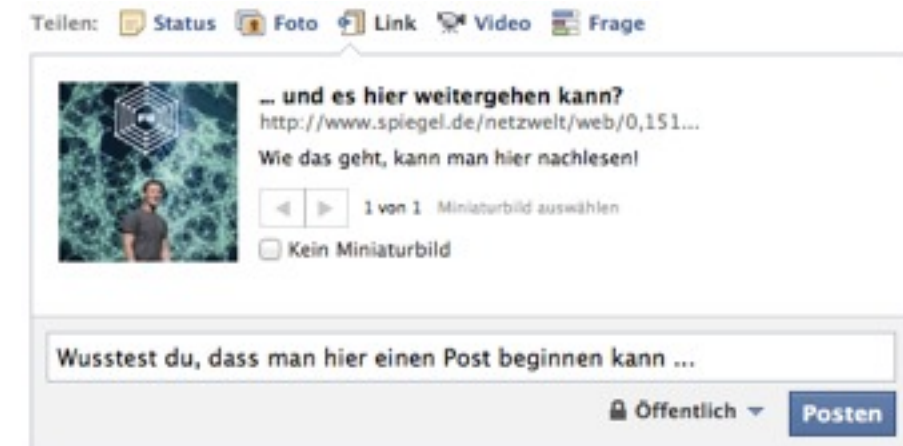 Teilen: Status Foto Link Video Frage
... und es hier weitergehen kann?
http://www.spiegel.de/netzwelt/web/0,151...
Wie das geht, kann man hier nachlesen!
1 von 1 Miniaturbild auswählen
Kein Miniaturbild
Wusstest du, dass man hier einen Post beginnen kann ...
Öffentlich
Posten